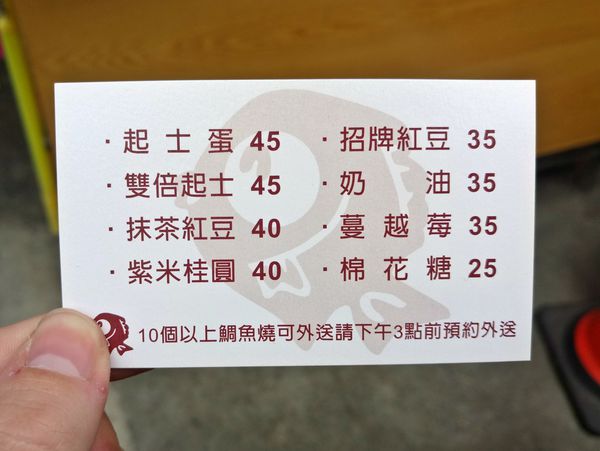 ·起士蛋 45 ·招牌紅豆 35
·雙倍起士 45 ·奶油 35
·抹茶紅豆 40 ·蔓越莓 35
·紫米桂圓 40 ·棉花糖 25
10個以上鯛魚燒可外送請下午3點前預約外送